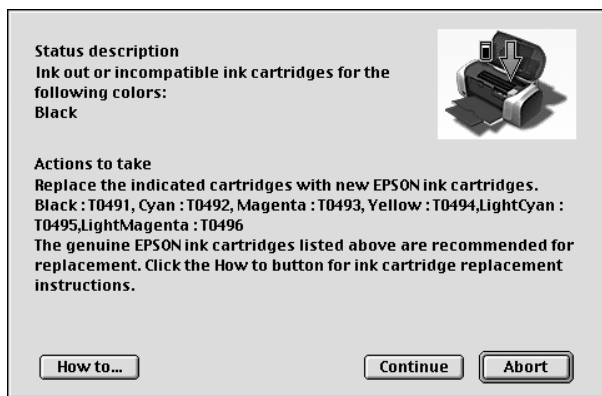 Status description
Ink out or incompatible ink cartridges for the
following colors:
Black
Actions to take
Replace the indicated cartridges with new EPSON ink cartridges.
Black : T0491, Cyan : T0492, Magenta : T0493, Yellow : T0494,LightCyan :
T0495,LightMagenta : T0496
The genuine EPSON ink cartridges listed above are recommended for
replacement. Click the How to button for ink cartridge replacement
instructions.
How to... Continue Abort